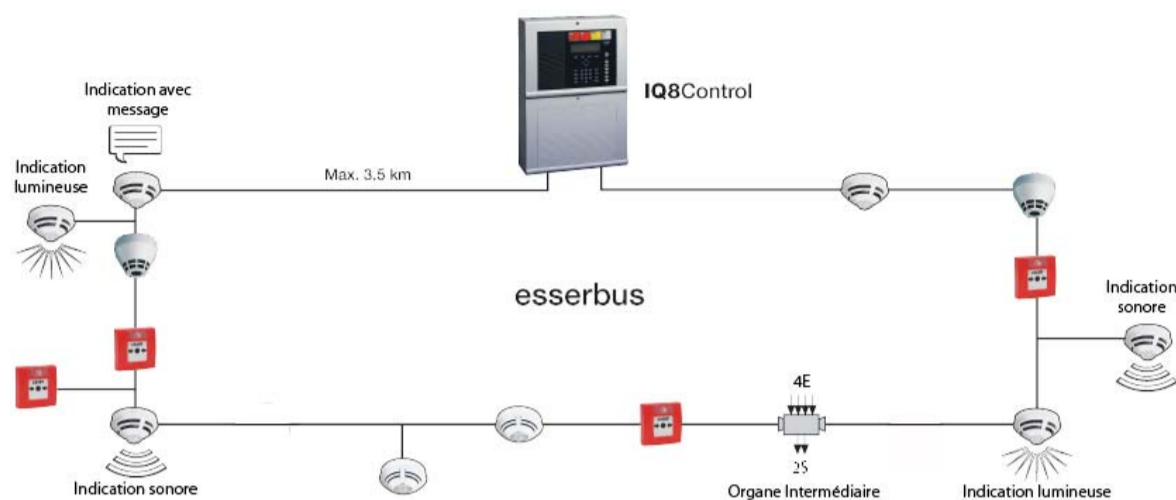 IQ8Control
Indication avec
message
Indication
lumineuse
Max. 3.5 km
esserbus
Indication
sonore
4E
2S
Indication sonore
Organe Intermédiaire
Indication lumineuse